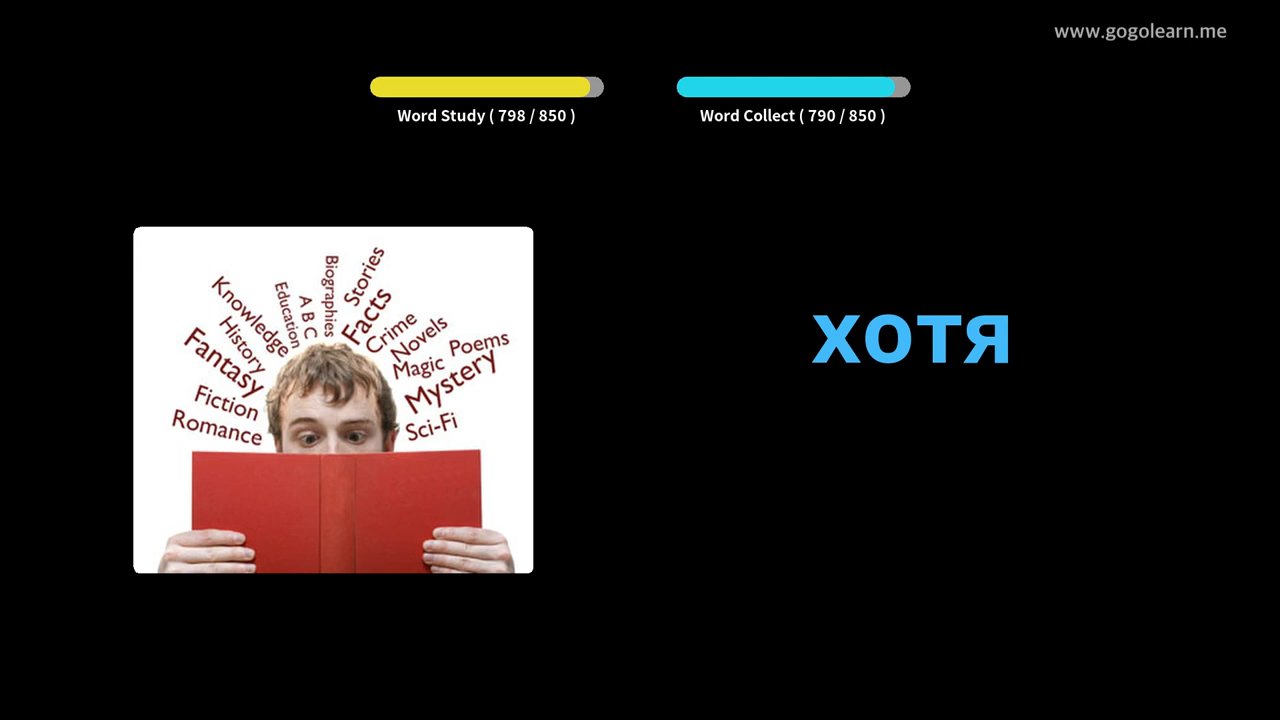 www.gogolearn.me
Word Study ( 798 / 850 )
Word Collect ( 790 / 850 )
Knowledge
Education
A B C
Biographies
Stories
Facts
Crime
Novels
Poems
History
Magic
Fantasy
Mystery
Fiction
Romance
Sci-Fi
хотя